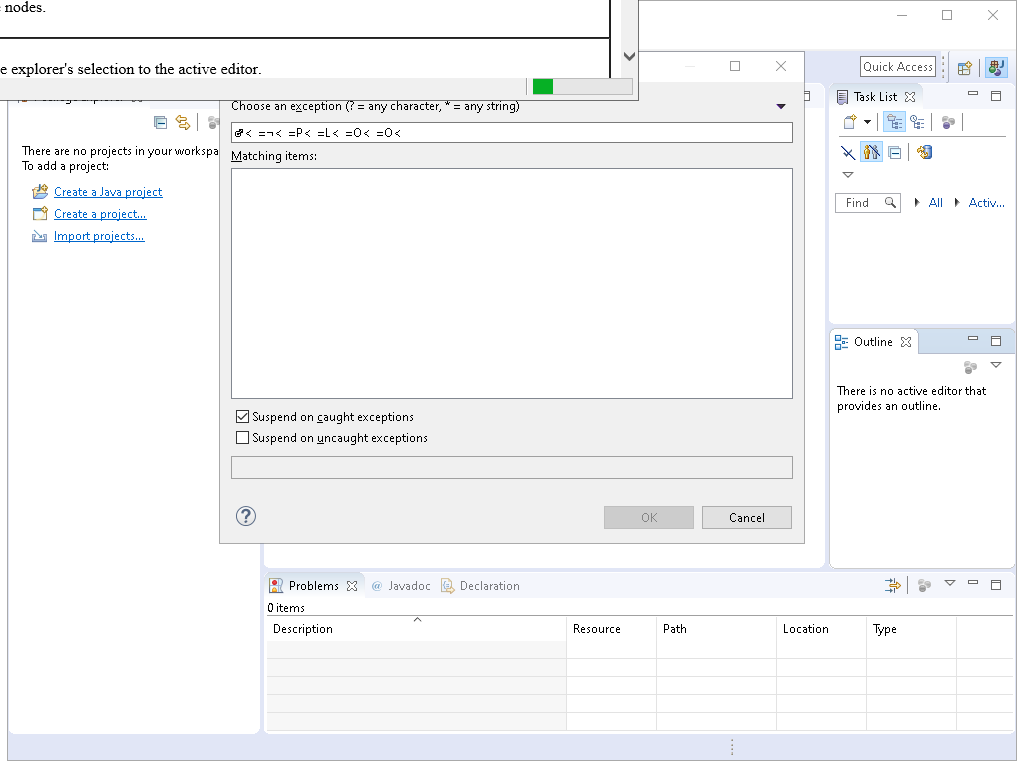 nodes.
explorer's selection to the active editor.
Quick Access
Task List
Choose an exception (? = any character, * = any string)
Matching items:
There are no projects in your
To add a project:
Create a Java project
Create a project...
Import projects...
Find All Activ...
Outline
There is no active editor that
provides an outline.
Suspend on caught exceptions
Suspend on uncaught exceptions
OK Cancel
Problems @ Javadoc Declaration
0 items
Description Resource Path Location Type